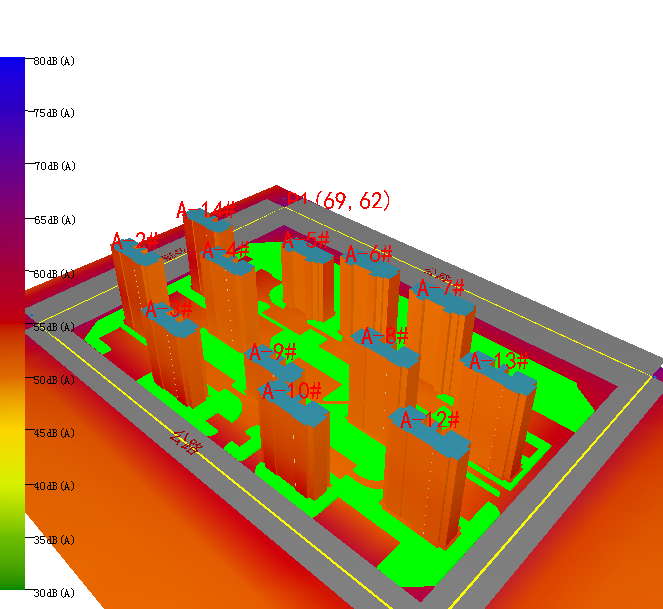 80dB(A)
75dB(A)
70dB(A)
65dB(A)
60dB(A)
55dB(A)
50dB(A)
45dB(A)
40dB(A)
35dB(A)
30dB(A)
P1(69,62)
A-14#
A-2#
A-4#
A-5#
A-6#
A-7#
A-3#
A-8#
A-9#
A-13#
A-10#
A-12#
公路